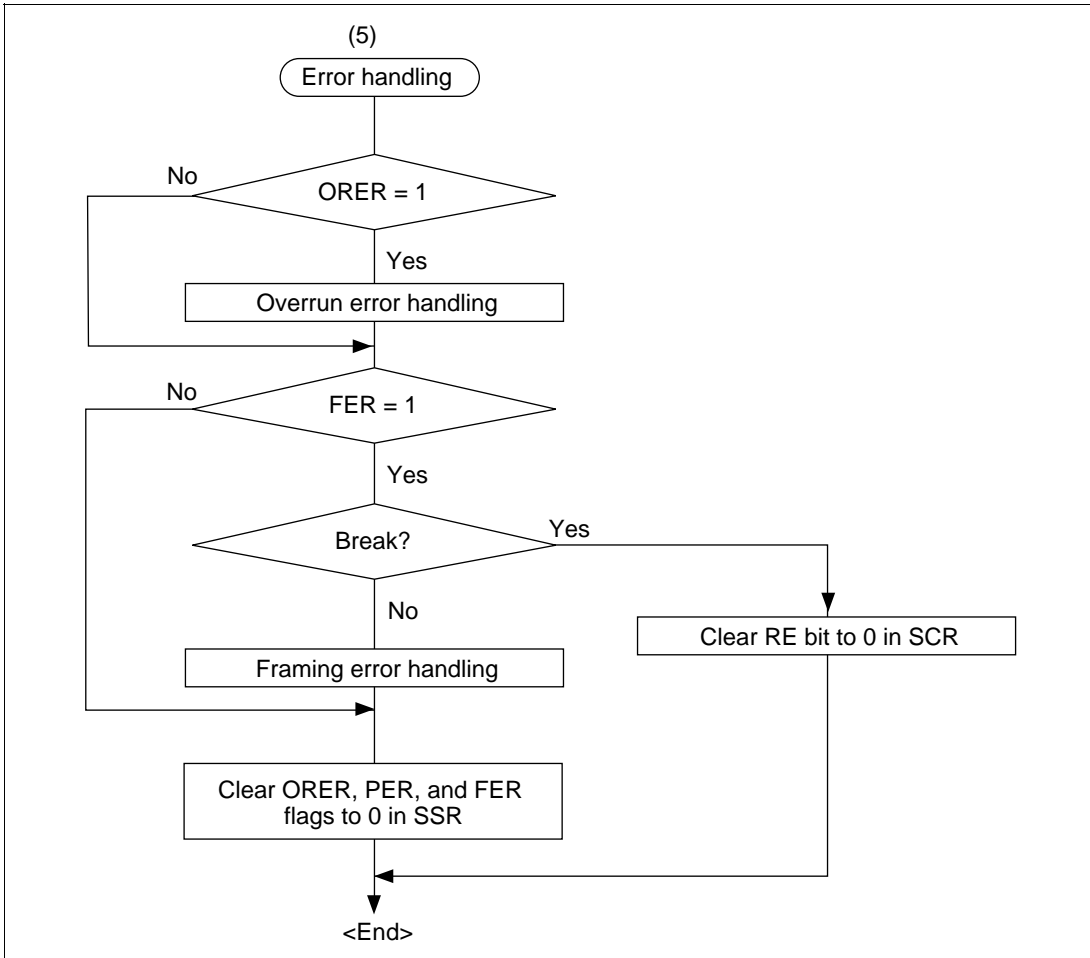 (5)
Error handling
No
ORER = 1
Yes
Overrun error handling
No
FER = 1
Yes
Break?
Yes
No
Clear RE bit to 0 in SCR
Framing error handling
Clear ORER, PER, and FER
flags to 0 in SSR
<End>